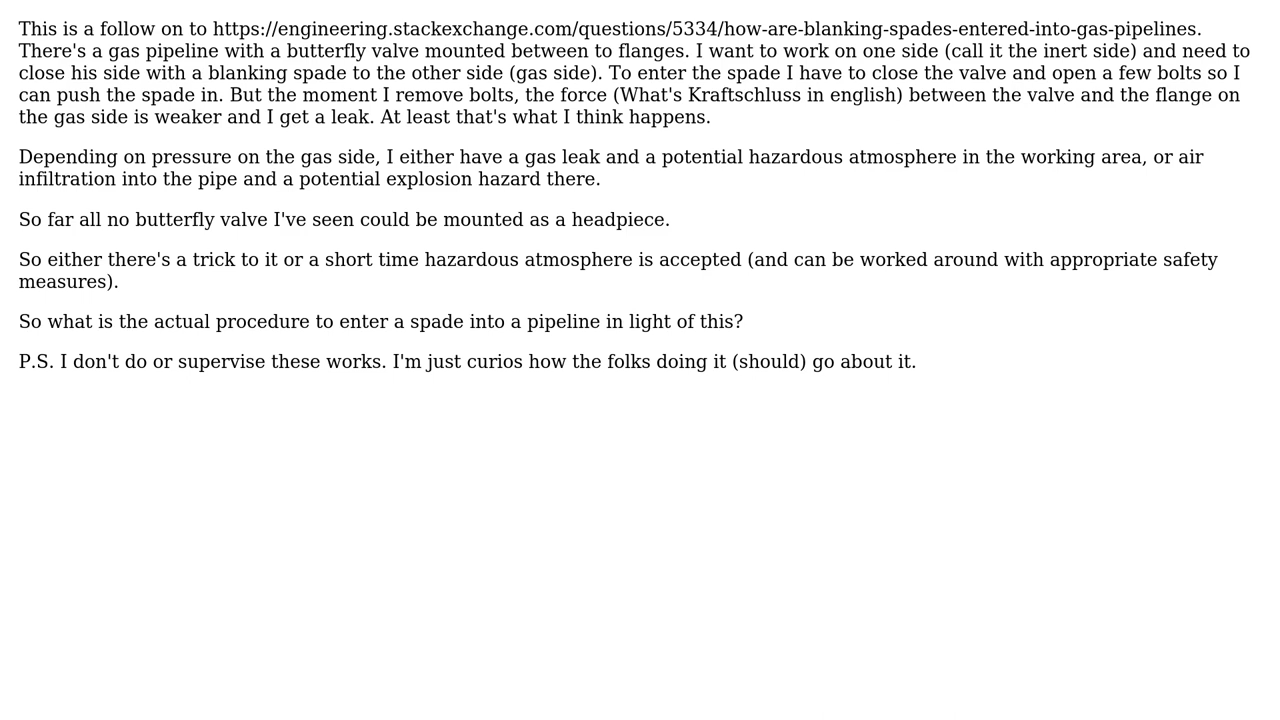 This is a follow on to https://engineering.stackexchange.com/questions/5334/how-are-blanking-spades-entered-into-gas-pipelines.
There's a gas pipeline with a butterfly valve mounted between to flanges. I want to work on one side (call it the inert side) and need to
close his side with a blanking spade to the other side (gas side). To enter the spade I have to close the valve and open a few bolts so I
can push the spade in. But the moment I remove bolts, the force (What's Kraftschluss in english) between the valve and the flange on
the gas side is weaker and I get a leak. At least that's what I think happens.
Depending on pressure on the gas side, I either have a gas leak and a potential hazardous atmosphere in the working area, or air
infiltration into the pipe and a potential explosion hazard there.
So far all no butterfly valve I've seen could be mounted as a headpiece.
So either there's a trick to it or a short time hazardous atmosphere is accepted (and can be worked around with appropriate safety
measures).
So what is the actual procedure to enter a spade into a pipeline in light of this?
P.S. I don't do or supervise these works. I'm just curios how the folks doing it (should) go about it.